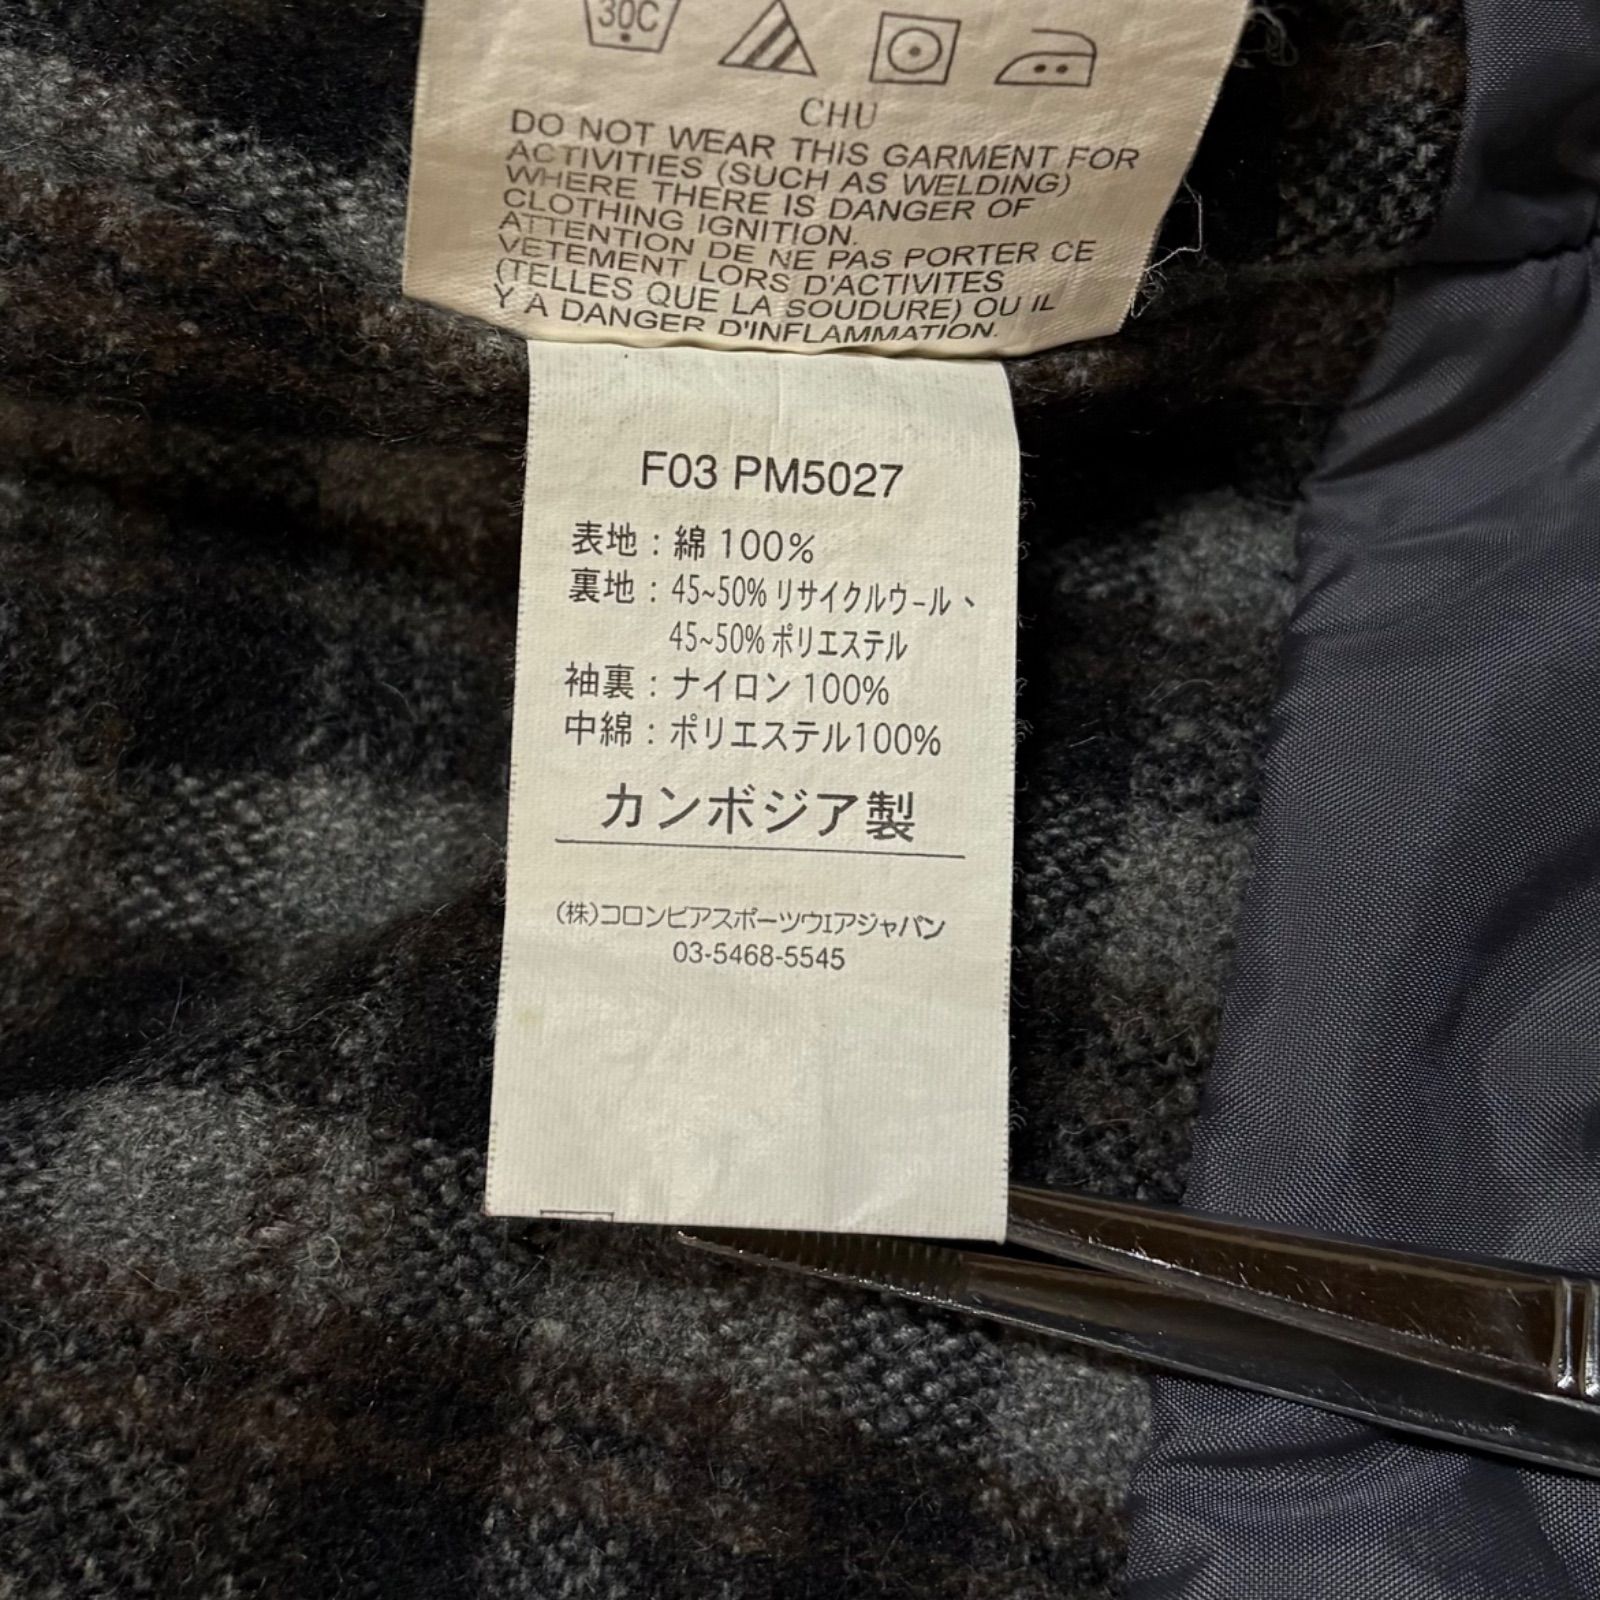 30C
CHU
DO NOT WEAR THIS GARMENT FOR
ACTIVITIES (SUCH AS WELDING)
WHERE THERE IS DANGER OF
CLOTHING IGNITION.
ATTENTION DE NE PAS PORTER CE
VETEMENT LORS D'ACTIVITES
(TELLES QUE LA SOUDURE) OU IL
Y A DANGER D'INFLAMMATION.
F03 PM5027
表地：綿 100%
裏地：45~50% リサイクルウール、
45~50% ポリエステル
袖裏：ナイロン 100%
中綿：ポリエステル100%
カンボジア製
(株)コロンビアスポーツウエアジャパン
03-5468-5545